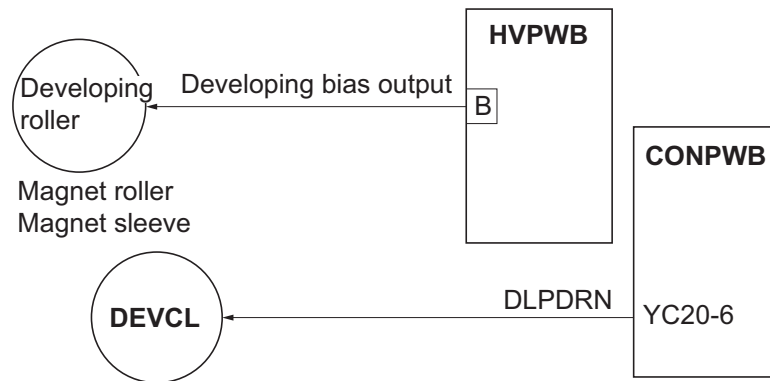 HVPWB
Developing bias output
Developing
roller
B
CONPWB
Magnet roller
Magnet sleeve
DLPDRN
YC20-6
DEVCL